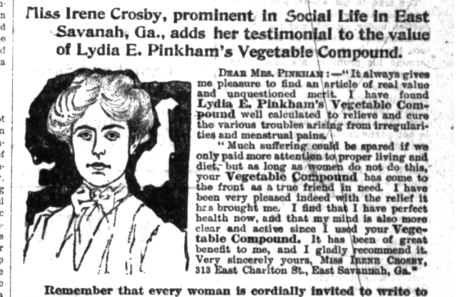 Miss Irene Crosby, prominent in Social Life in East
Savanah, Ga., adds her testimonial to the value
of Lydia E. Pinkham's Vegetable Compound.
DEAR MRS. PINKHAM:—"It always gives
me pleasure to find an article of real value
and unquestioned merit. I have found
Lydia E. Pinkham's Vegetable Com-
pound well calculated to relieve and cure
the various troubles arising from irregulari-
ties and menstrual pains.
"Much suffering could be spared if we
only paid more attention to proper living and
diet, but as long as women do not do this,
your Vegetable Compound has come to
the front as a true friend in need. I have
been very pleased indeed with the relief it
has brought me. I find that I have perfect
health now, and that my mind is also more
clear and active since I used your Vege-
table Compound. It has been of great
benefit to me, and I gladly recommend it.
Very sincerely yours, MISS IRENE CROSBY,
313 East Charlton St., East Savannah, Ga."
Remember that every woman is cordially invited to write to